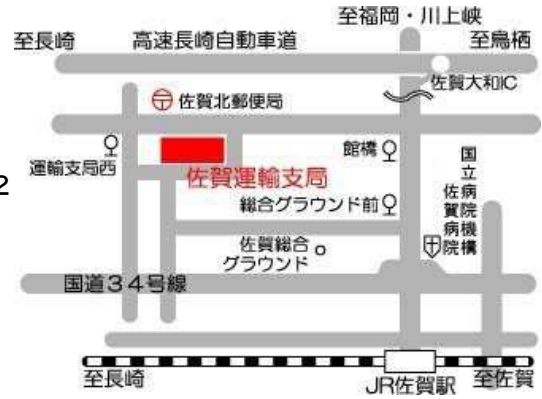 至福岡・川上峡
至長崎
高速長崎自動車道
至鳥栖
佐賀大和IC
佐賀北郵便局
運輸支局西
佐賀運輸支局
館橋
国立病院機構
佐賀病院
2
総合グラウンド前
佐賀総合
グラウンド
国道34号線
至長崎
JR佐賀駅
至佐賀